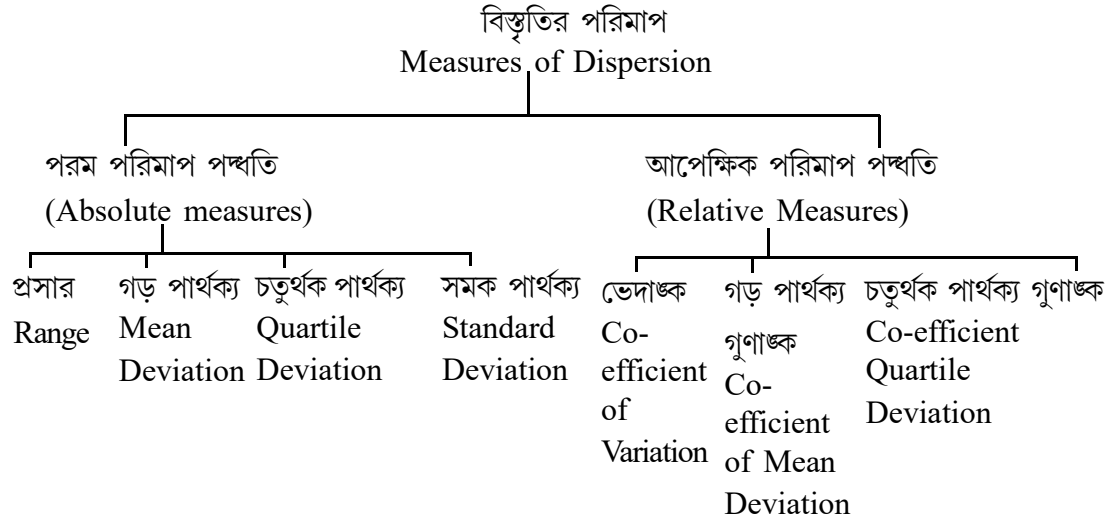 বিস্তৃতির পরিমাপ
Measures of Dispersion
পরম পরিমাপ পদ্ধতি
(Absolute measures)
আপেক্ষিক পরিমাপ পদ্ধতি
(Relative Measures)
প্রসার
Range
গড় পার্থক্য
Mean
Deviation
চতুর্থক পার্থক্য
Quartile
Deviation
সমক পার্থক্য
Standard
Deviation
ভেদাঙ্ক
Co-
efficient
of
Variation
গড় পার্থক্য
গুণাঙ্ক
Co-
efficient
of Mean
Deviation
চতুর্থক পার্থক্য গুণাঙ্ক
Co-efficient
Quartile
Deviation